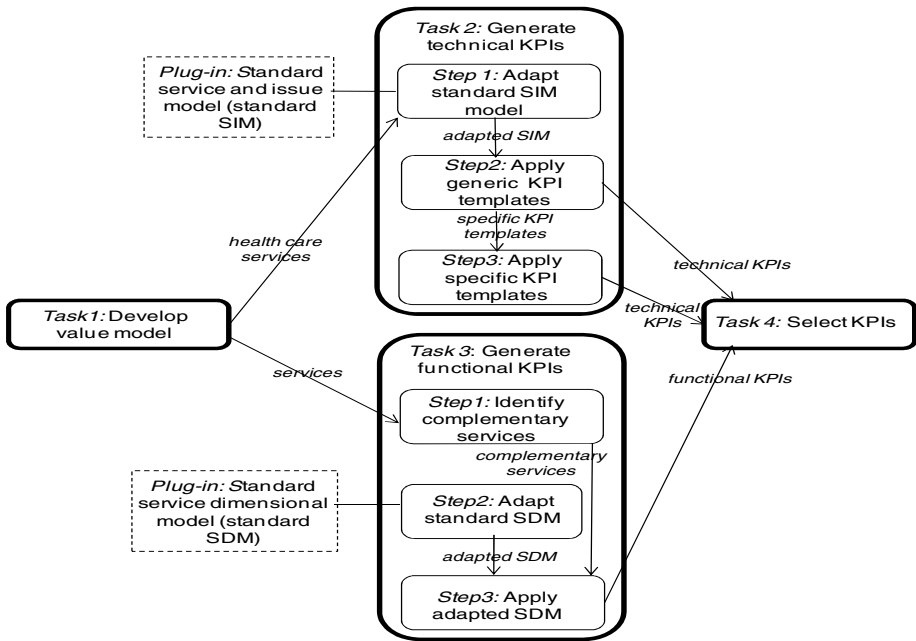 Task 2: Generate
technical KPIs
Plug-in: Standard
service and issue
model (standard
SIM)
Step 1: Adapt
standard SIM
model
adapted SIM
Step2: Apply
generic KPI
templates
specific KPI
templates
Step3: Apply
specific KPI
templates
health care
services
technical KPIs
technical
KPIs
Task1: Develop
value model
Task 4: Select KPIs
services
Task 3: Generate
functional KPIs
functional KPIs
Step1: Identify
complementary
services
complementary
services
Plug-in: Standard
service dimensional
model (standard
SDM)
Step2: Adapt
standard SDM
adapted SDM
Step3: Apply
adapted SDM